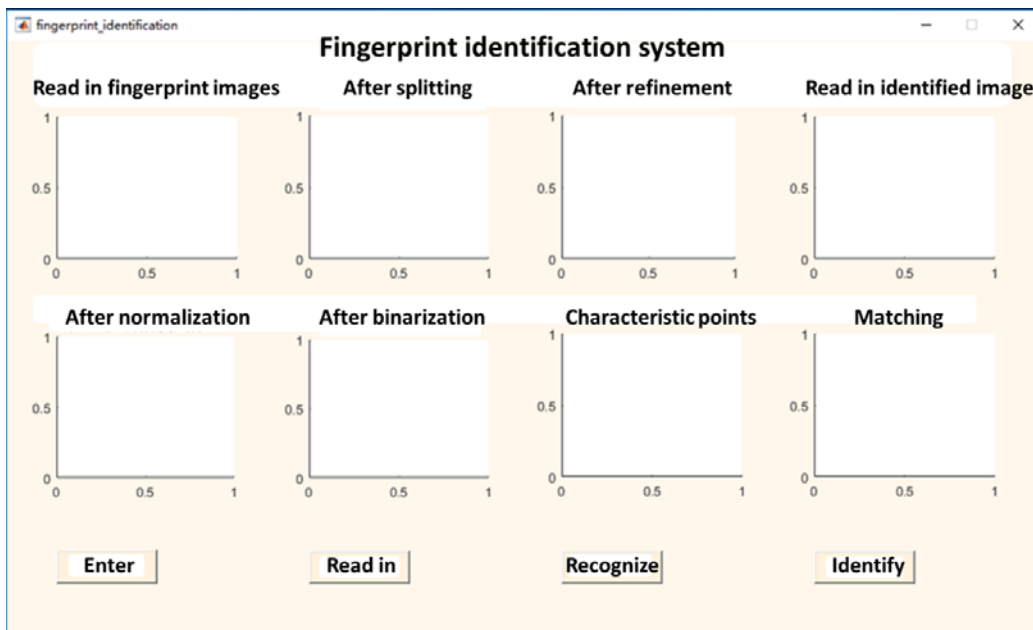 fingerprint_identification
Fingerprint identification system
Read in fingerprint images
After splitting
After refinement
Read in identified image
1
0.5
0
0 0.5 1
1
0.5
0
0 0.5 1
1
0.5
0
0 0.5 1
1
0.5
0
0 0.5 1
After normalization
After binarization
Characteristic points
Matching
1
0.5
0
0 0.5 1
1
0.5
0
0 0.5 1
1
0.5
0
0 0.5 1
1
0.5
0
0 0.5 1
Enter
Read in
Recognize
Identify